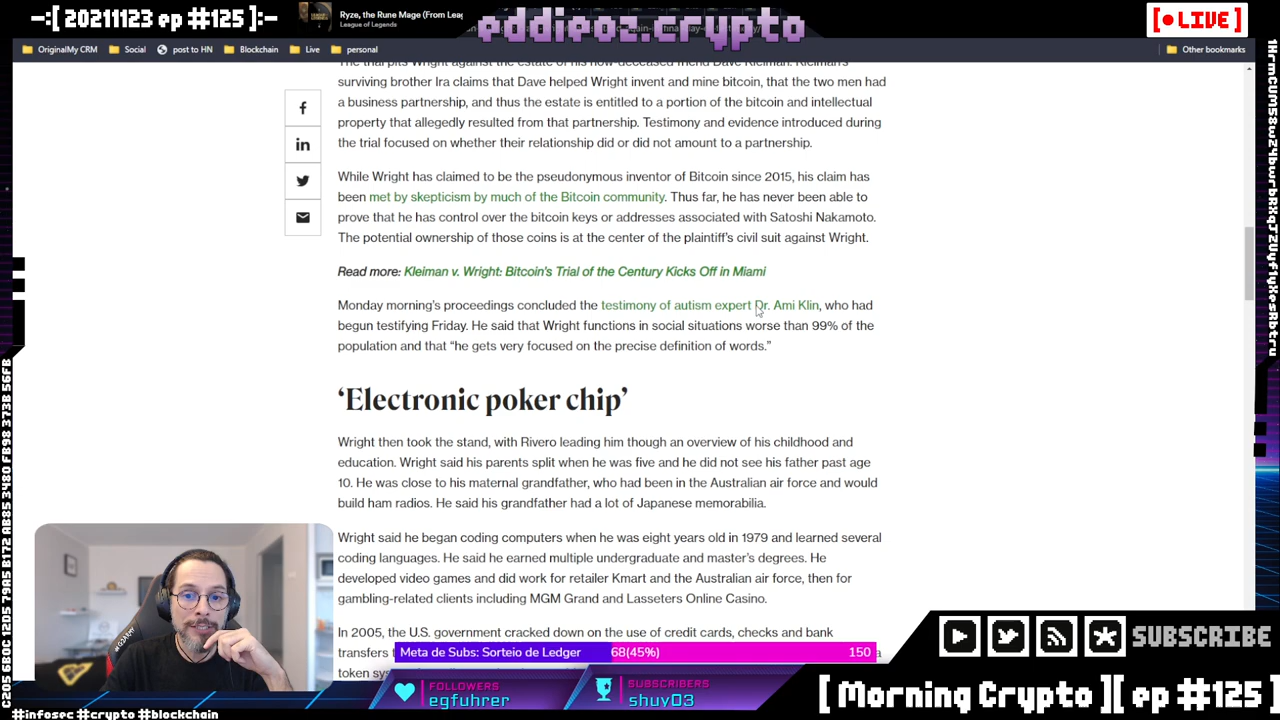 -:[ 20211123 ep #125]:-
Ryze, the Rune Mage (From Lea
League of Legends
eddieoz.crypto
[● LIVE]
OriginalMy CRM
Social
post to HN
Blockchain
Live
personal
Other bookmarks
surviving brother Ira claims that Dave helped Wright invent and mine bitcoin, that the two men had
a business partnership, and thus the estate is entitled to a portion of the bitcoin and intellectual
property that allegedly resulted from that partnership. Testimony and evidence introduced during
the trial focused on whether their relationship did or did not amount to a partnership.
While Wright has claimed to be the pseudonymous inventor of Bitcoin since 2015, his claim has
been met by skepticism by much of the Bitcoin community. Thus far, he has never been able to
prove that he has control over the bitcoin keys or addresses associated with Satoshi Nakamoto.
The potential ownership of those coins is at the center of the plaintiff’s civil suit against Wright.
Read more: Kleiman v. Wright: Bitcoin’s Trial of the Century Kicks Off in Miami
Monday morning’s proceedings concluded the testimony of autism expert Dr. Ami Klin, who had
begun testifying Friday. He said that Wright functions in social situations worse than 99% of the
population and that “he gets very focused on the precise definition of words.”
‘Electronic poker chip’
Wright then took the stand, with Rivero leading him though an overview of his childhood and
education. Wright said his parents split when he was five and he did not see his father past age
10. He was close to his maternal grandfather, who had been in the Australian air force and would
build ham radios. He said his grandfather had a lot of Japanese memorabilia.
Wright said he began coding computers when he was eight years old in 1979 and learned several
coding languages. He said he earned multiple undergraduate and master’s degrees. He
developed video games and did work for retailer Kmart and the Australian air force, then for
gambling-related clients including MGM Grand and Lasseters Online Casino.
In 2005, the U.S. government cracked down on the use of credit cards, checks and bank
transfers
Meta de Subs: Sorteio de Ledger
68(45%)
150
SUBSCRIBE
FOLLOWERS
egfuhrer
SUBSCRIBERS
shuy03
[ Morning Crypto ][ ep #125]
#infosec #crypto #blockchain